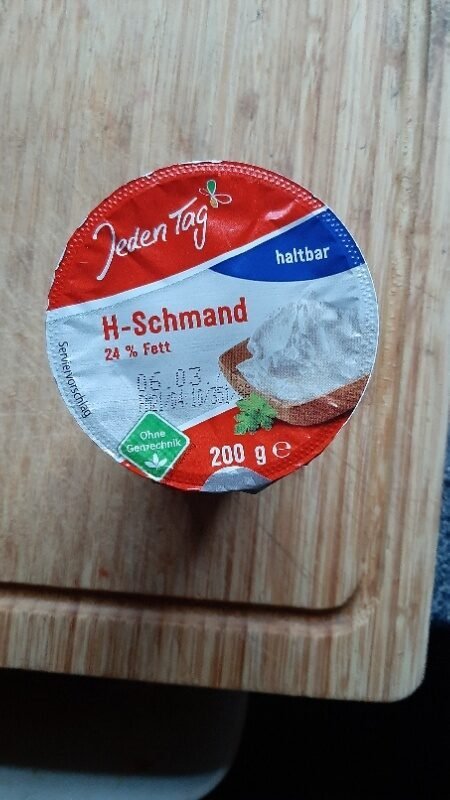 Jeden Tag
haltbar
H-Schmand
24 % Fett
06.03.
Serviervorschlag
Ohne
Gentechnik
200 g e